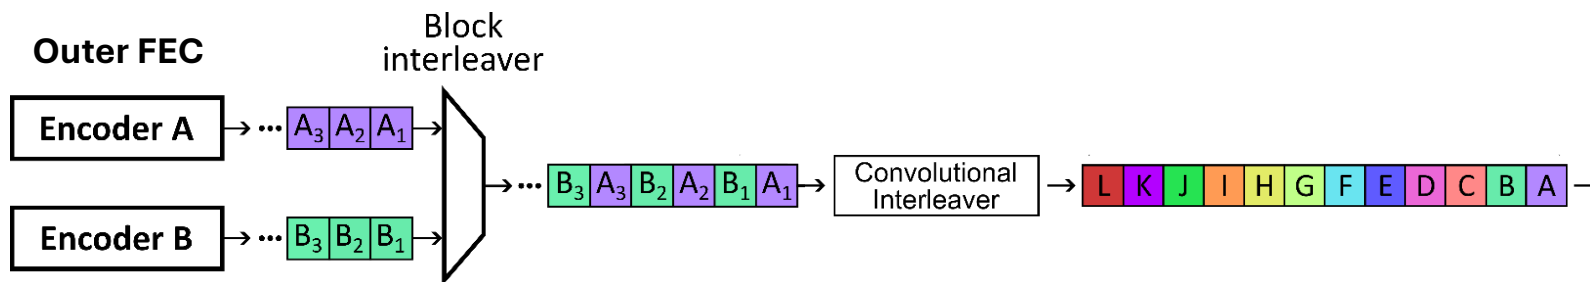 Outer FEC
Block
interleaver
Encoder A
... A₃ A₂ A₁
Encoder B
... B₃ B₂ B₁
... B₃ A₃ B₂ A₂ B₁ A₁
Convolutional
Interleaver
L K J I H G F E D C B A